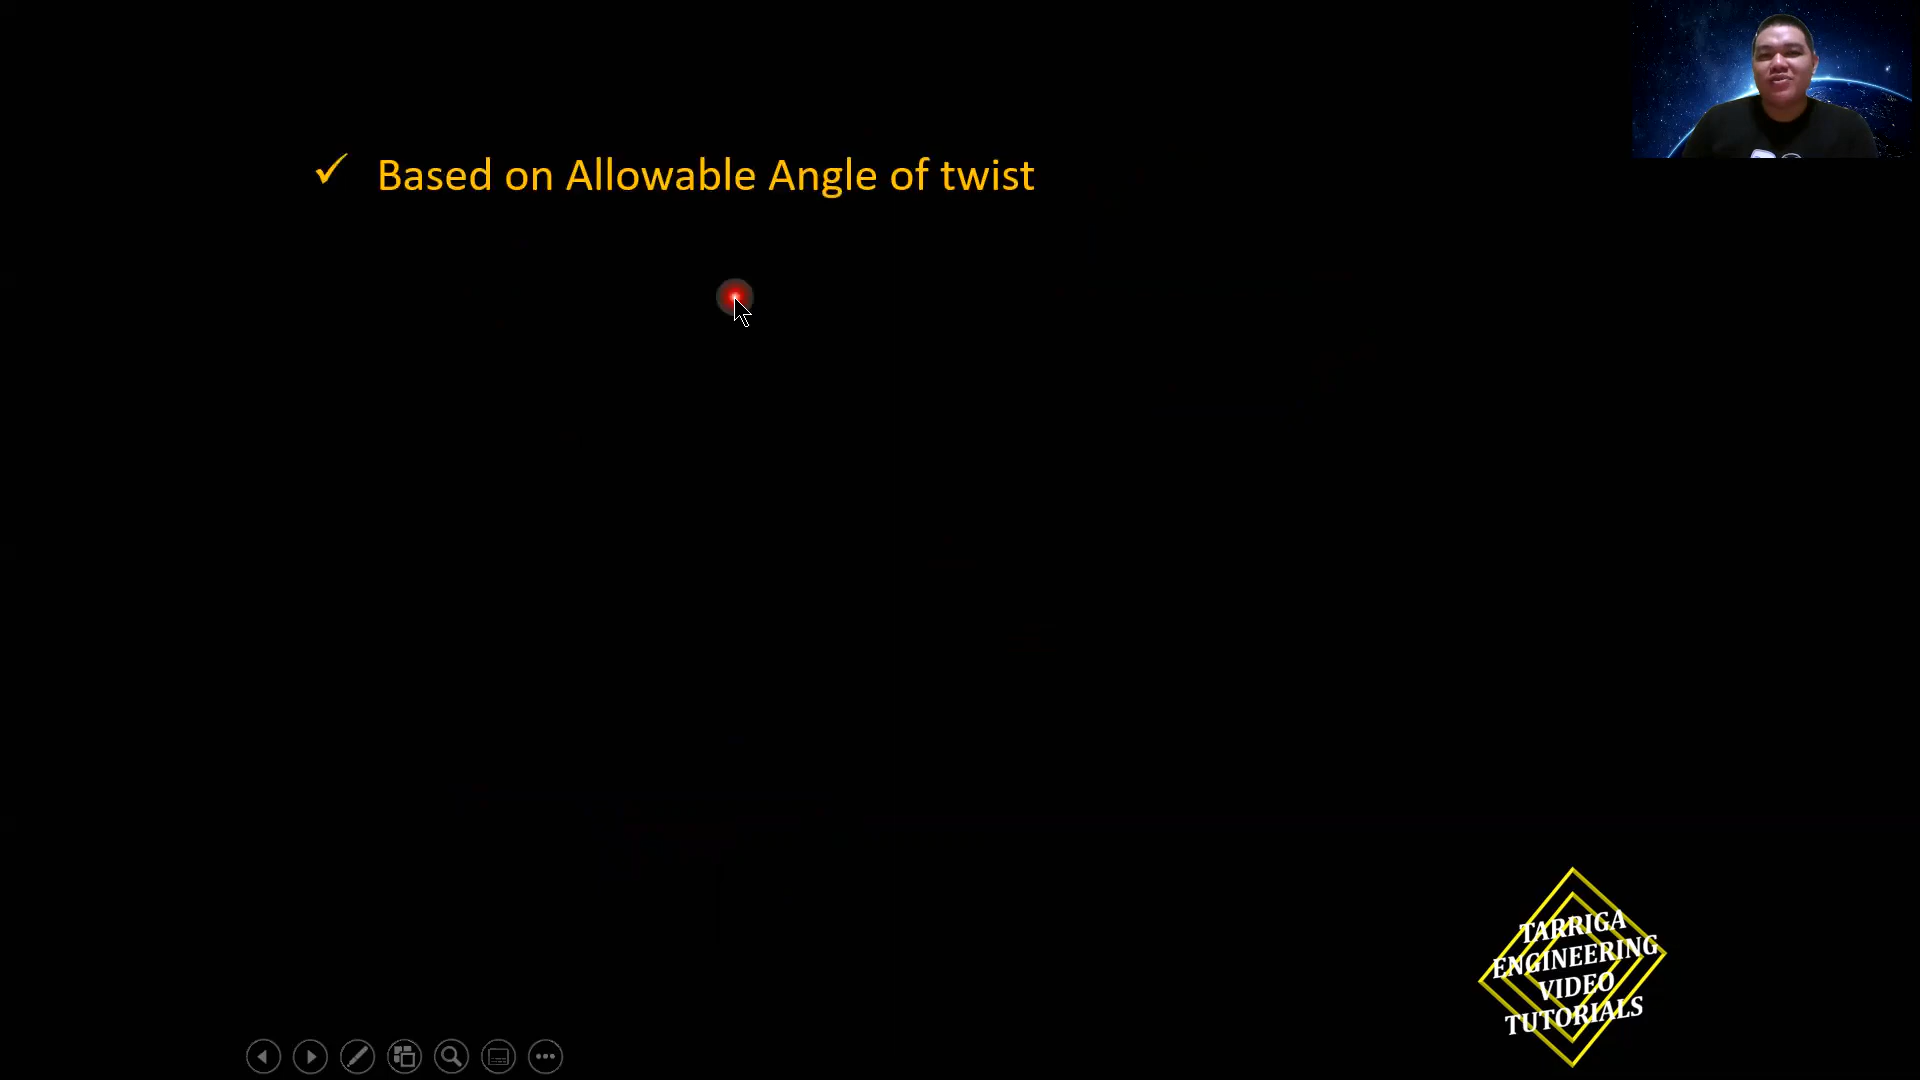 Based on Allowable Angle of twist
TARRIGA
ENGINEERING
VIDEO
TUTORIALS